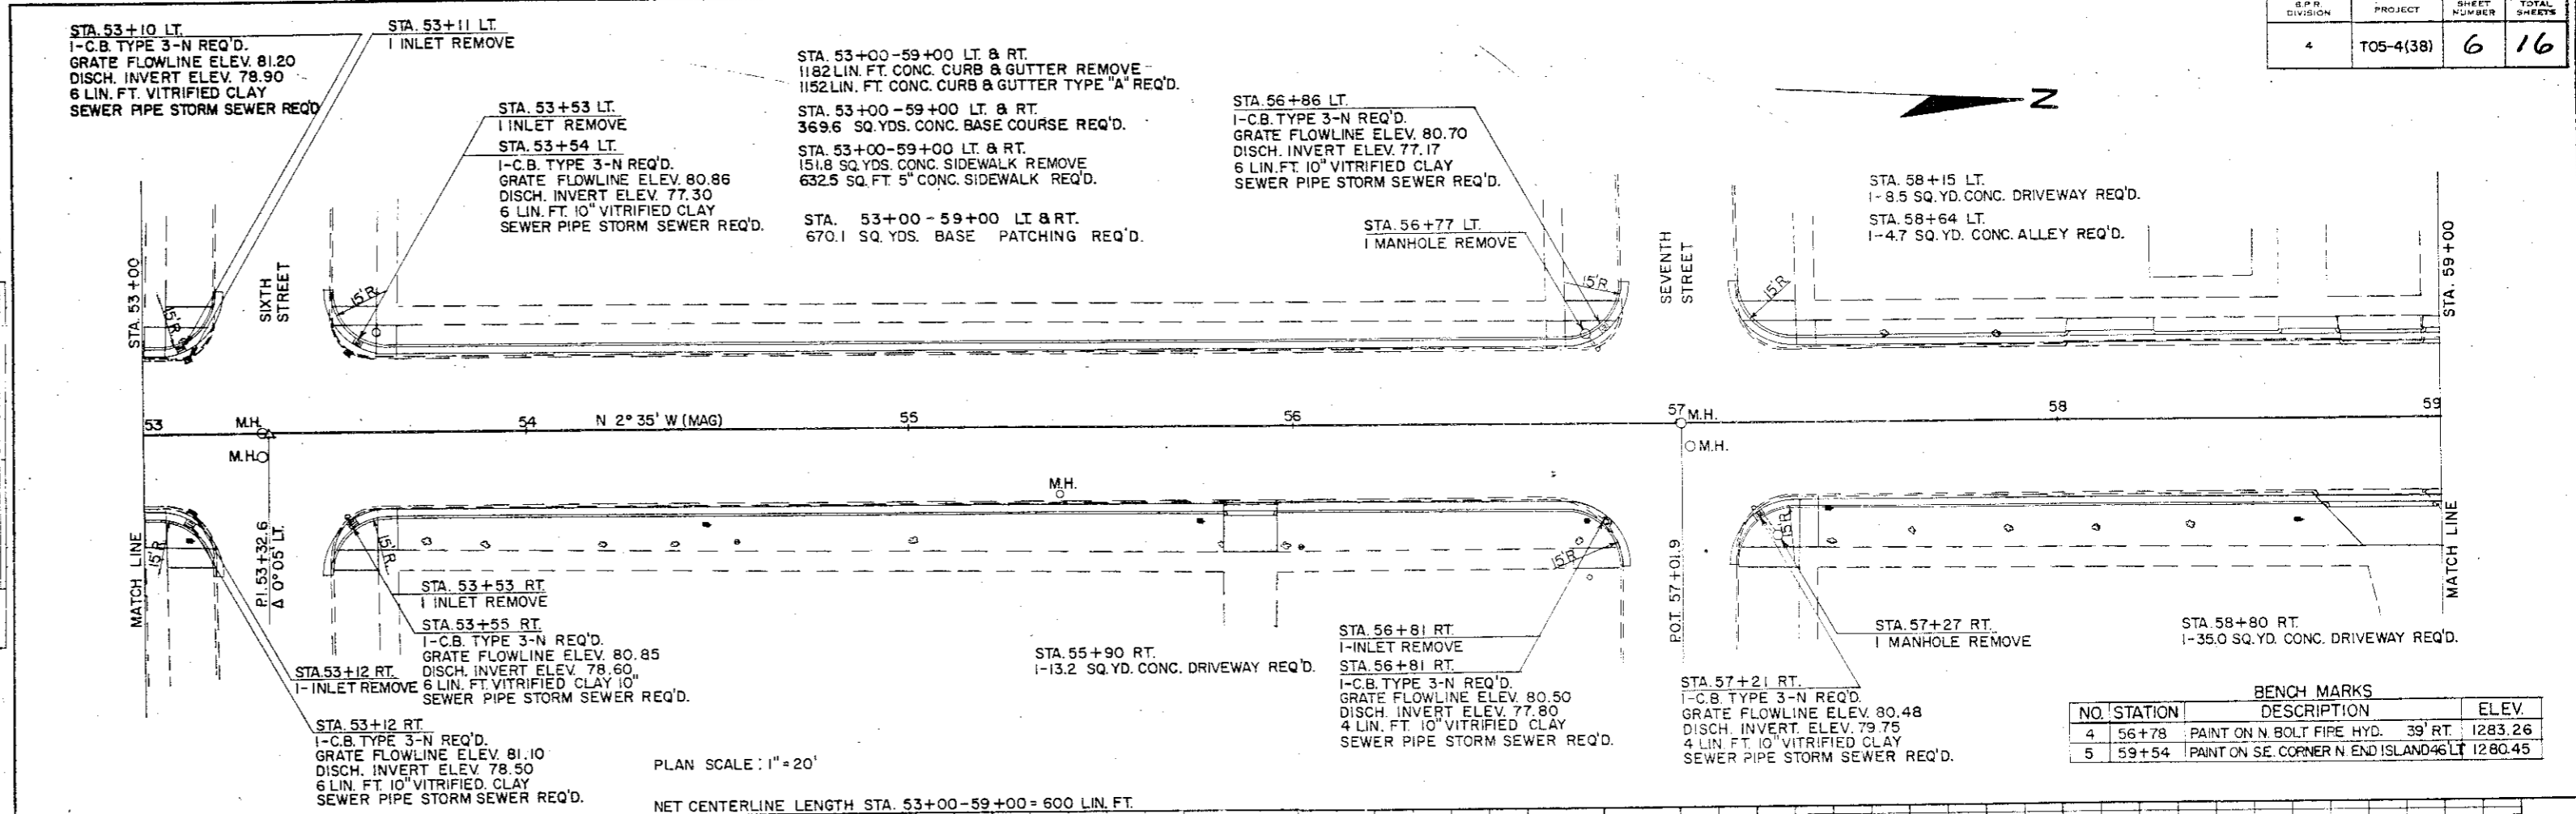 B.P.R. DIVISION
PROJECT
SHEET NUMBER
TOTAL SHEETS
4
T05-4(38)
6
16
STA. 53+10 LT.
1-C.B. TYPE 3-N REQ'D.
GRATE FLOWLINE ELEV. 81.20
DISCH. INVERT ELEV. 78.90
6 LIN. FT. VITRIFIED CLAY
SEWER PIPE STORM SEWER REQ'D
STA. 53+11 LT.
1 INLET REMOVE
STA. 53+53 LT.
1 INLET REMOVE
STA. 53+54 LT.
1-C.B. TYPE 3-N REQ'D.
GRATE FLOWLINE ELEV. 80.86
DISCH. INVERT ELEV. 77.30
6 LIN. FT. 10" VITRIFIED CLAY
SEWER PIPE STORM SEWER REQ'D.
STA. 53+00-59+00 LT. & RT.
1182 LIN. FT. CONC. CURB & GUTTER REMOVE
1152 LIN. FT. CONC. CURB & GUTTER TYPE "A" REQ'D.
STA. 53+00-59+00 LT. & RT.
369.6 SQ. YDS. CONC. BASE COURSE REQ'D.
STA. 53+00-59+00 LT. & RT.
151.8 SQ. YDS. CONC. SIDEWALK REMOVE
632.5 SQ. FT. 5" CONC. SIDEWALK REQ'D.
STA. 53+00-59+00 LT & RT.
670.1 SQ. YDS. BASE PATCHING REQ'D.
STA. 56+86 LT.
1-C.B. TYPE 3-N REQ'D.
GRATE FLOWLINE ELEV. 80.70
DISCH. INVERT ELEV. 77.17
6 LIN. FT. 10" VITRIFIED CLAY
SEWER PIPE STORM SEWER REQ'D.
STA. 56+77 LT.
1 MANHOLE REMOVE
N
STA. 58+15 LT.
1-8.5 SQ. YD. CONC. DRIVEWAY REQ'D.
STA. 58+64 LT.
1-4.7 SQ. YD. CONC. ALLEY REQ'D.
STA. 53+00
SIXTH STREET
15'R.
15'R.
15'R.
SEVENTH STREET
15'R
STA. 59+00
53
M.H.
54
N 2° 35' W (MAG)
55
56
57
M.H.
58
59
M.H.
M.H.
M.H.
MATCH LINE
15'R
P.I. 53+32.6
Δ 0° 05' LT.
15'R.
15'R.
P.O.T. 57+01.9
15'R.
MATCH LINE
STA. 53+53 RT.
1 INLET REMOVE
STA. 53+55 RT.
1-C.B. TYPE 3-N REQ'D.
GRATE FLOWLINE ELEV. 80.85
DISCH. INVERT ELEV. 78.60
6 LIN. FT. VITRIFIED CLAY 10"
SEWER PIPE STORM SEWER REQ'D.
STA. 53+12 RT.
1-INLET REMOVE
STA. 53+12 RT.
1-C.B. TYPE 3-N REQ'D.
GRATE FLOWLINE ELEV. 81.10
DISCH. INVERT ELEV. 78.50
6 LIN. FT. 10" VITRIFIED. CLAY
SEWER PIPE STORM SEWER REQ'D.
STA. 55+90 RT.
1-13.2 SQ. YD. CONC. DRIVEWAY REQ'D.
STA. 56+81 RT.
1-INLET REMOVE
STA. 56+81 RT.
1-C.B. TYPE 3-N REQ'D.
GRATE FLOWLINE ELEV. 80.50
DISCH. INVERT ELEV. 77.80
4 LIN. FT. 10" VITRIFIED CLAY
SEWER PIPE STORM SEWER REQ'D.
STA. 57+27 RT.
1 MANHOLE REMOVE
STA. 57+21 RT.
1-C.B. TYPE 3-N REQ'D.
GRATE FLOWLINE ELEV. 80.48
DISCH. INVERT. ELEV. 79.75
4 LIN. FT. 10" VITRIFIED CLAY
SEWER PIPE STORM SEWER REQ'D.
STA. 58+80 RT.
1-35.0 SQ. YD. CONC. DRIVEWAY REQ'D.
BENCH MARKS
NO. STATION DESCRIPTION ELEV.
4 56+78 PAINT ON N. BOLT FIRE HYD. 39' RT. 1283.26
5 59+54 PAINT ON S.E. CORNER N. END ISLAND 46' LT 1280.45
PLAN SCALE: 1" = 20'
NET CENTERLINE LENGTH STA. 53+00-59+00 = 600 LIN. FT.